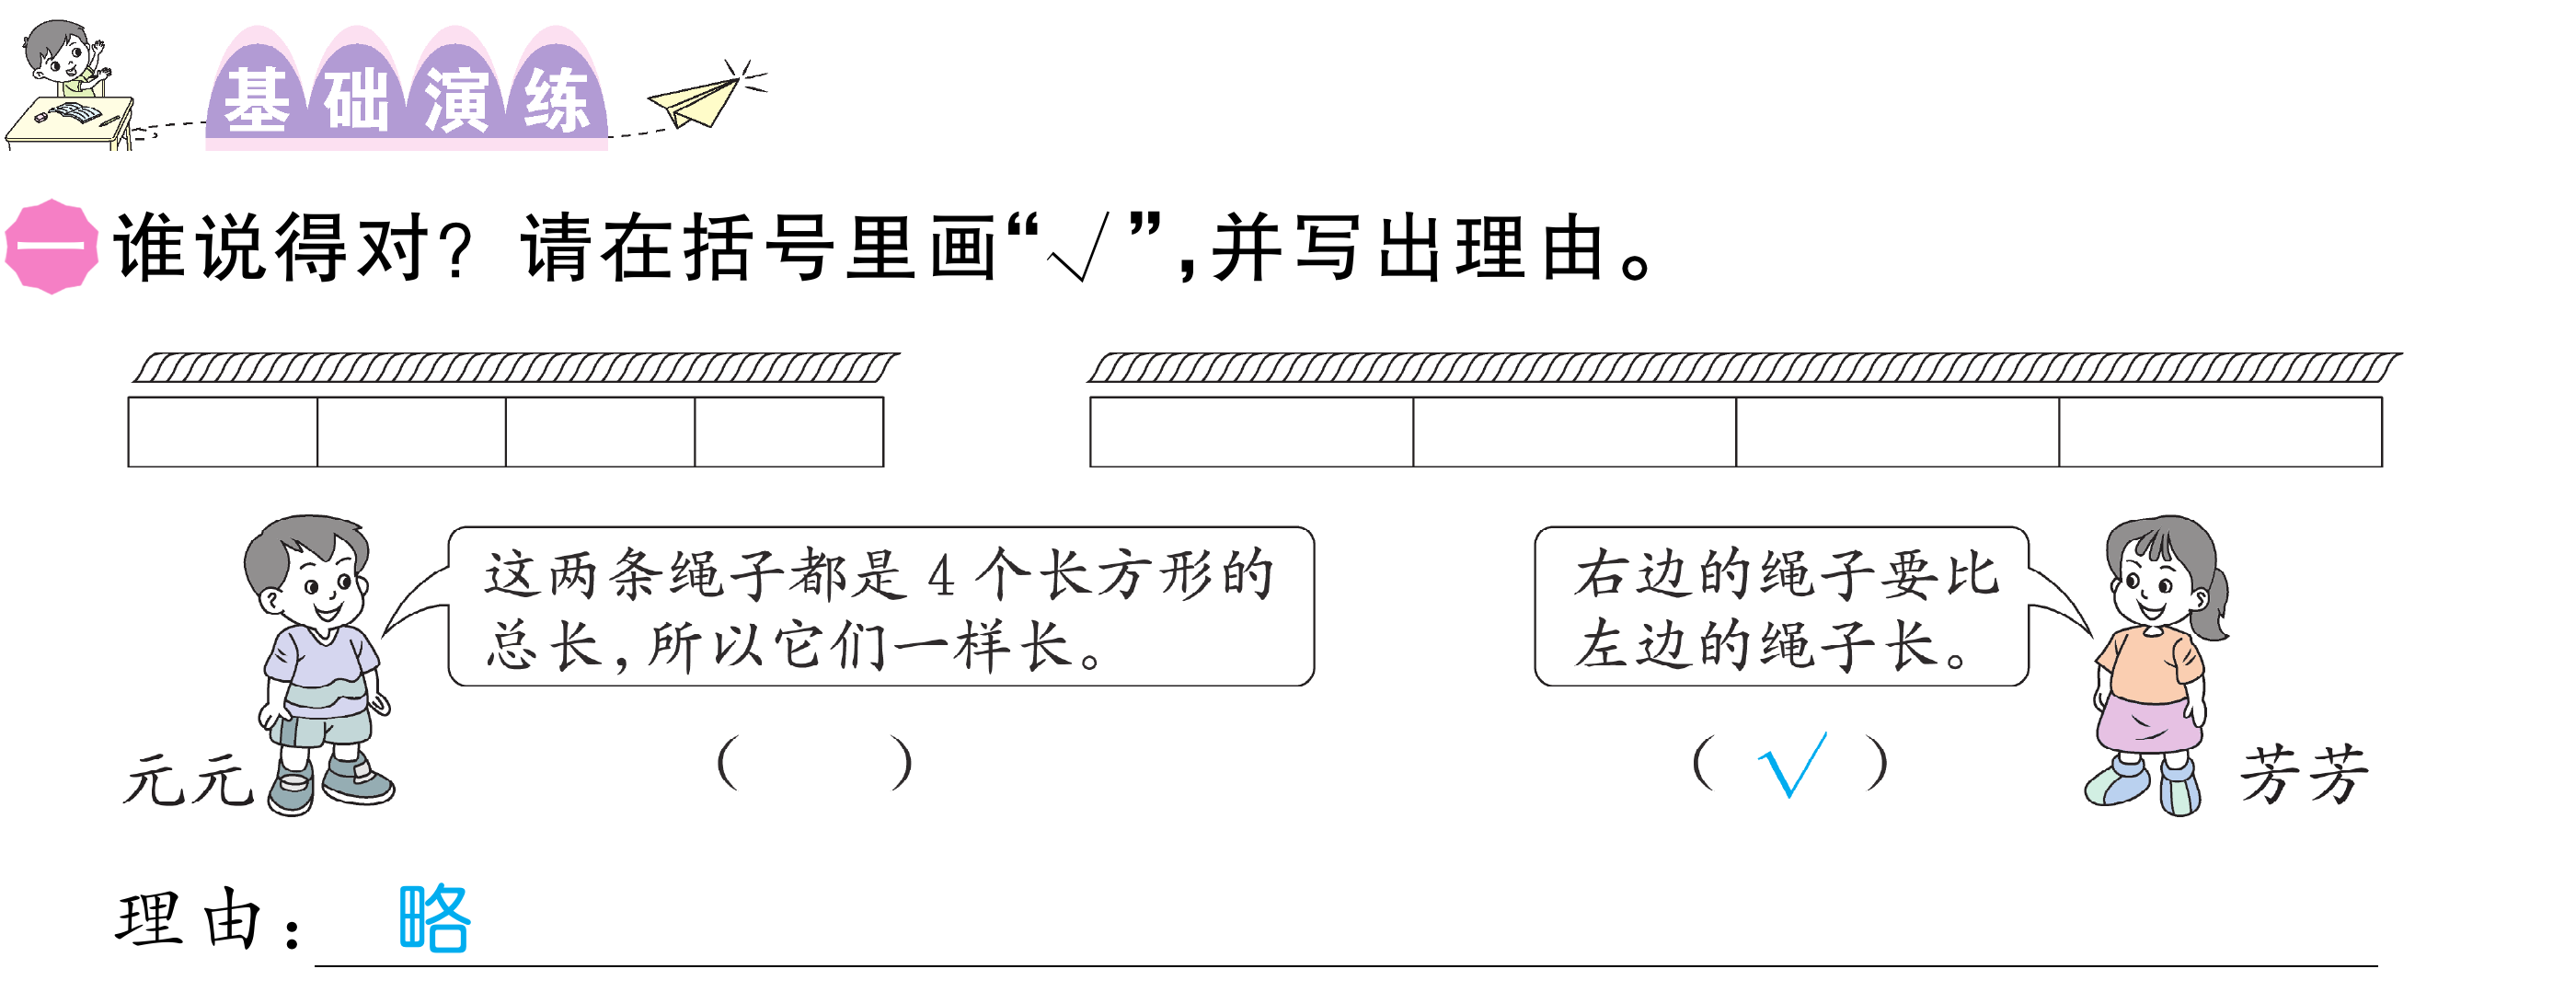 基础演练
一 谁说得对？请在括号里画“√”，并写出理由。
这两条绳子都是 4 个长方形的
总长，所以它们一样长。
右边的绳子要比
左边的绳子长。
元元 （ ） （ √ ） 芳芳
理由：略